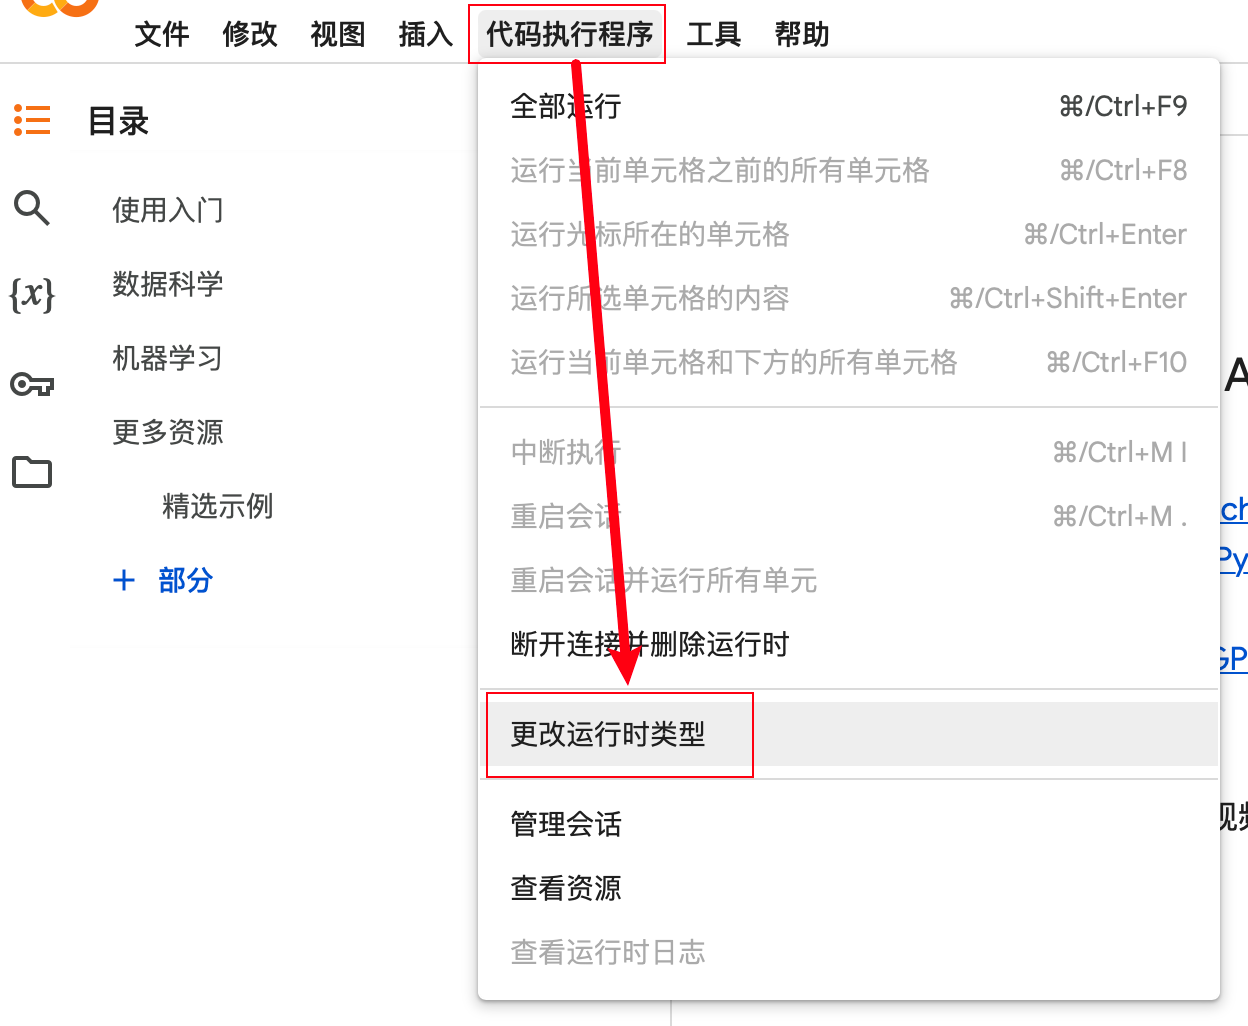 文件 修改 视图 插入 代码执行程序 工具 帮助
目录
使用入门
数据科学
机器学习
更多资源
精选示例
+ 部分
{x}
全部运行 ⌘/Ctrl+F9
运行当前单元格之前的所有单元格 ⌘/Ctrl+F8
运行光标所在的单元格 ⌘/Ctrl+Enter
运行所选单元格的内容 ⌘/Ctrl+Shift+Enter
运行当前单元格和下方的所有单元格 ⌘/Ctrl+F10
中断执行 ⌘/Ctrl+M I
重启会话 ⌘/Ctrl+M .
重启会话并运行所有单元
断开连接并删除运行时
更改运行时类型
管理会话
查看资源
查看运行时日志
A
ch
Py
GP
视频